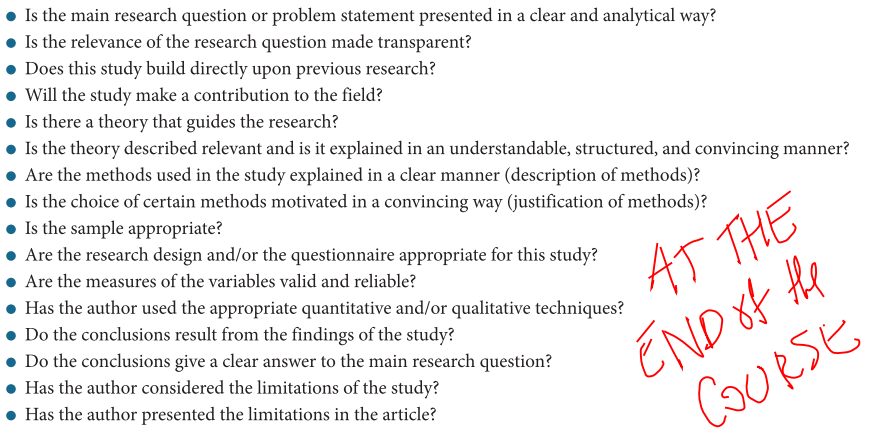 • Is the main research question or problem statement presented in a clear and analytical way?
• Is the relevance of the research question made transparent?
• Does this study build directly upon previous research?
• Will the study make a contribution to the field?
• Is there a theory that guides the research?
• Is the theory described relevant and is it explained in an understandable, structured, and convincing manner?
• Are the methods used in the study explained in a clear manner (description of methods)?
• Is the choice of certain methods motivated in a convincing way (justification of methods)?
• Is the sample appropriate?
• Are the research design and/or the questionnaire appropriate for this study?
• Are the measures of the variables valid and reliable?
• Has the author used the appropriate quantitative and/or qualitative techniques?
• Do the conclusions result from the findings of the study?
• Do the conclusions give a clear answer to the main research question?
• Has the author considered the limitations of the study?
• Has the author presented the limitations in the article?
AT THE
END of the
COURSE